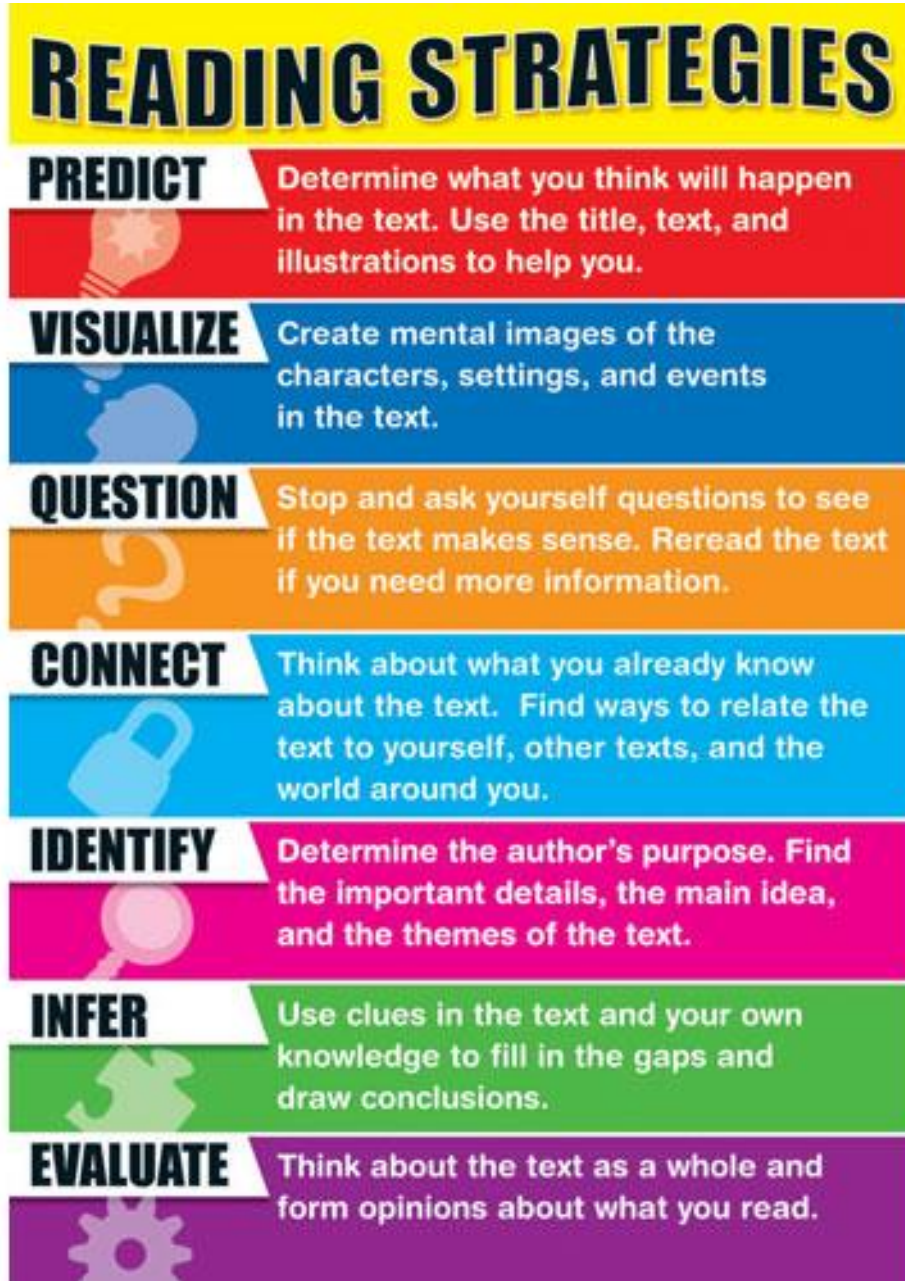 READING STRATEGIES
PREDICT
Determine what you think will happen
in the text. Use the title, text, and
illustrations to help you.
VISUALIZE
Create mental images of the
characters, settings, and events
in the text.
QUESTION
Stop and ask yourself questions to see
if the text makes sense. Reread the text
if you need more information.
CONNECT
Think about what you already know
about the text. Find ways to relate the
text to yourself, other texts, and the
world around you.
IDENTIFY
Determine the author's purpose. Find
the important details, the main idea,
and the themes of the text.
INFER
Use clues in the text and your own
knowledge to fill in the gaps and
draw conclusions.
EVALUATE
Think about the text as a whole and
form opinions about what you read.